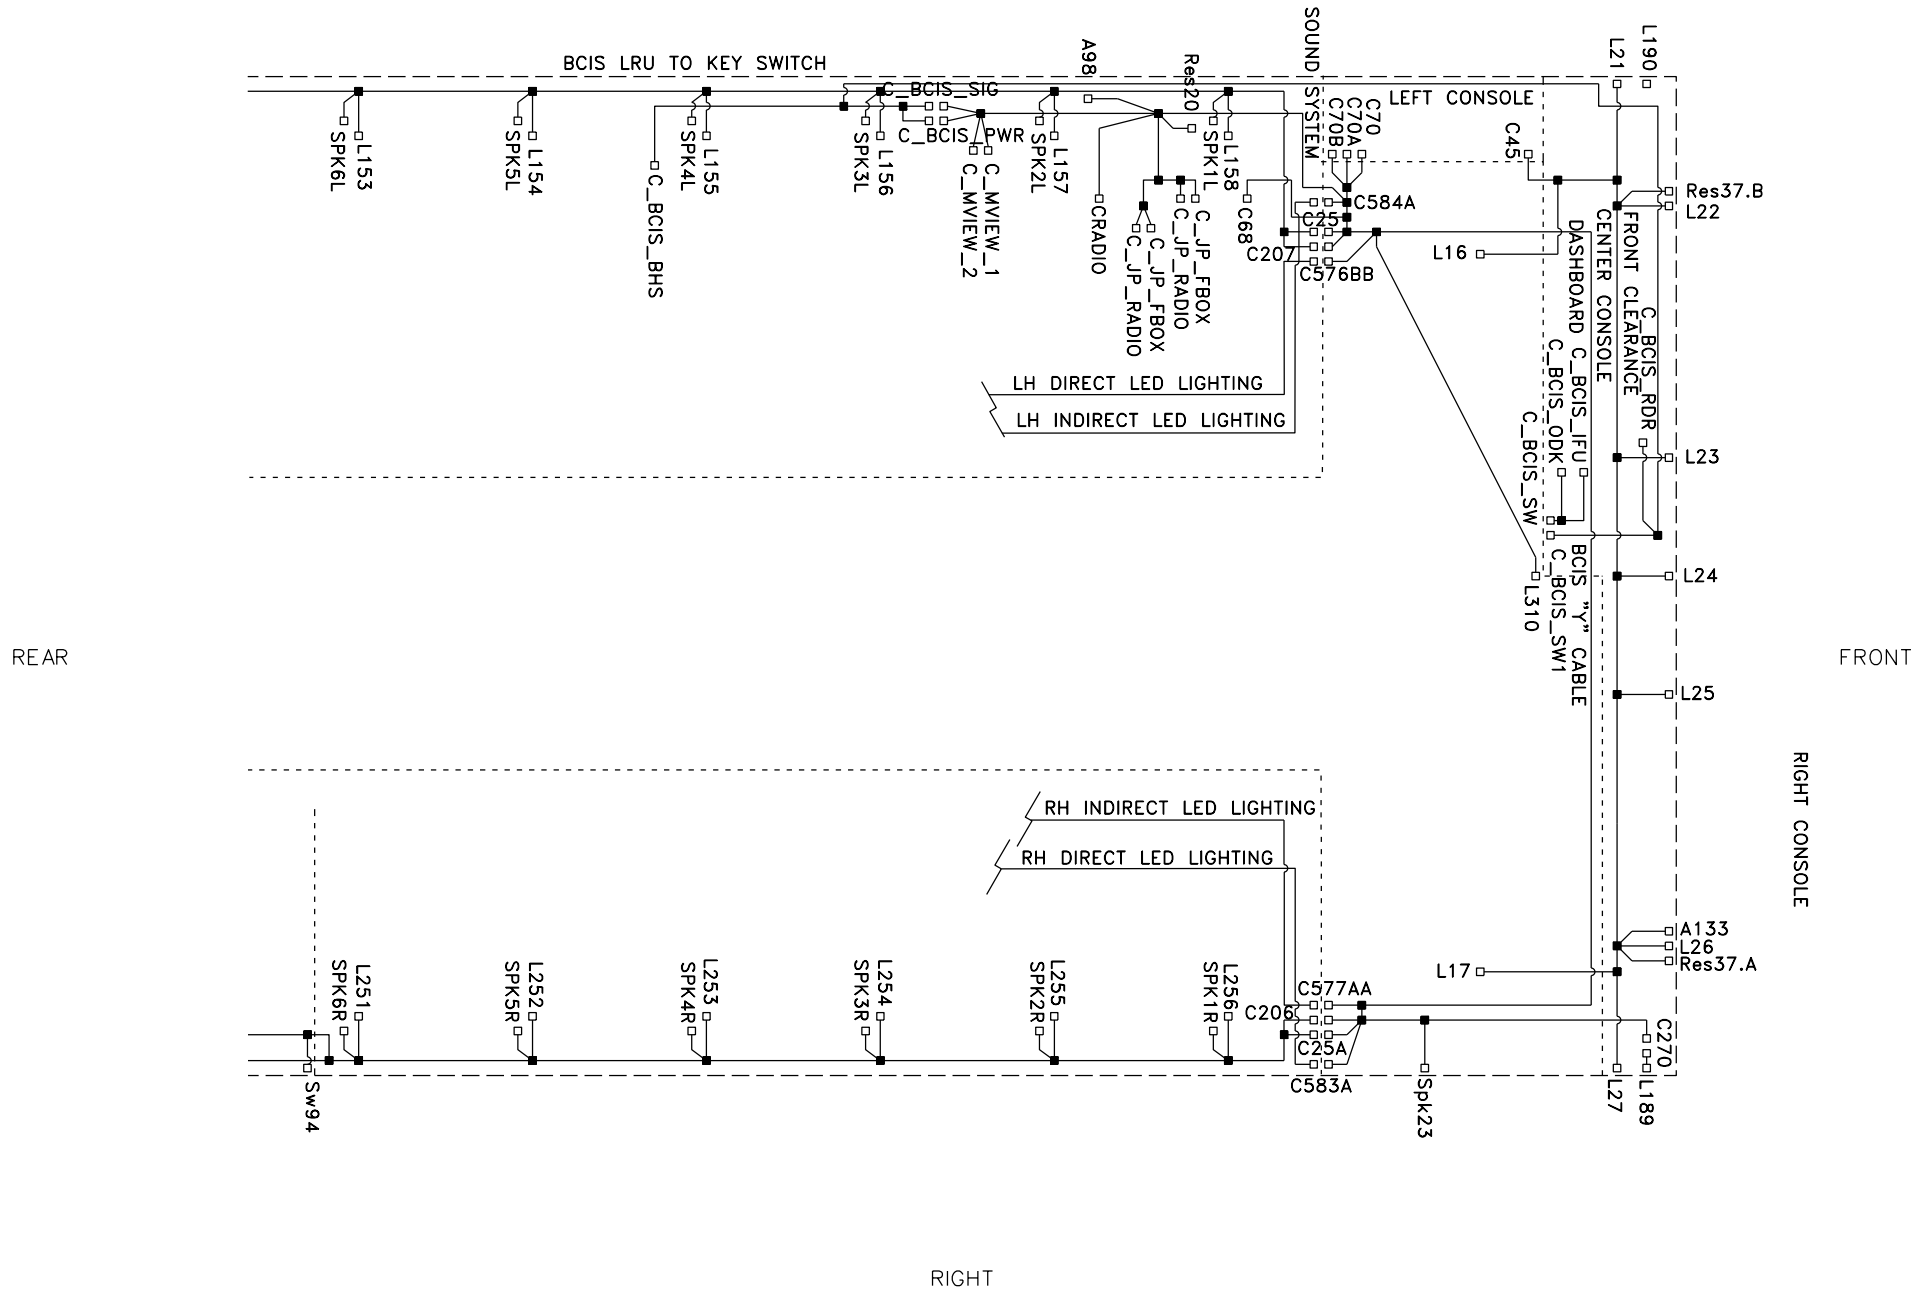 BCIS LRU TO KEY SWITCH
A98
Res20
SOUND SYSTEM
L21
L190
LEFT CONSOLE
C_BCIS_SIG
C_BCIS_PWR
C70B
C70A
C70
C45
SPK6L
L153
SPK5L
L154
SPK4L
L155
SPK3L
L156
SPK2L
L157
SPK1L
L158
C_BCIS_BHS
C_MVIEW_2
C_MVIEW_1
CRADIO
C_JP_RADIO
C_JP_FBOX
C_JP_RADIO
C_JP_FBOX
C68
C584A
C25
C207
C576BB
L16
Res37.B
L22
DASHBOARD
CENTER CONSOLE
FRONT CLEARANCE
C_BCIS_RDR
C_BCIS_IFU
C_BCIS_ODK
C_BCIS_SW
LH DIRECT LED LIGHTING
LH INDIRECT LED LIGHTING
L23
L24
BCIS "Y" CABLE
C_BCIS_SW1
L310
REAR
FRONT
L25
RIGHT CONSOLE
RH INDIRECT LED LIGHTING
RH DIRECT LED LIGHTING
A133
L26
Res37.A
L17
SPK6R
L251
SPK5R
L252
SPK4R
L253
SPK3R
L254
SPK2R
L255
SPK1R
L256
C577AA
C206
C25A
C583A
C270
Sw94
Spk23
L27
L189
RIGHT